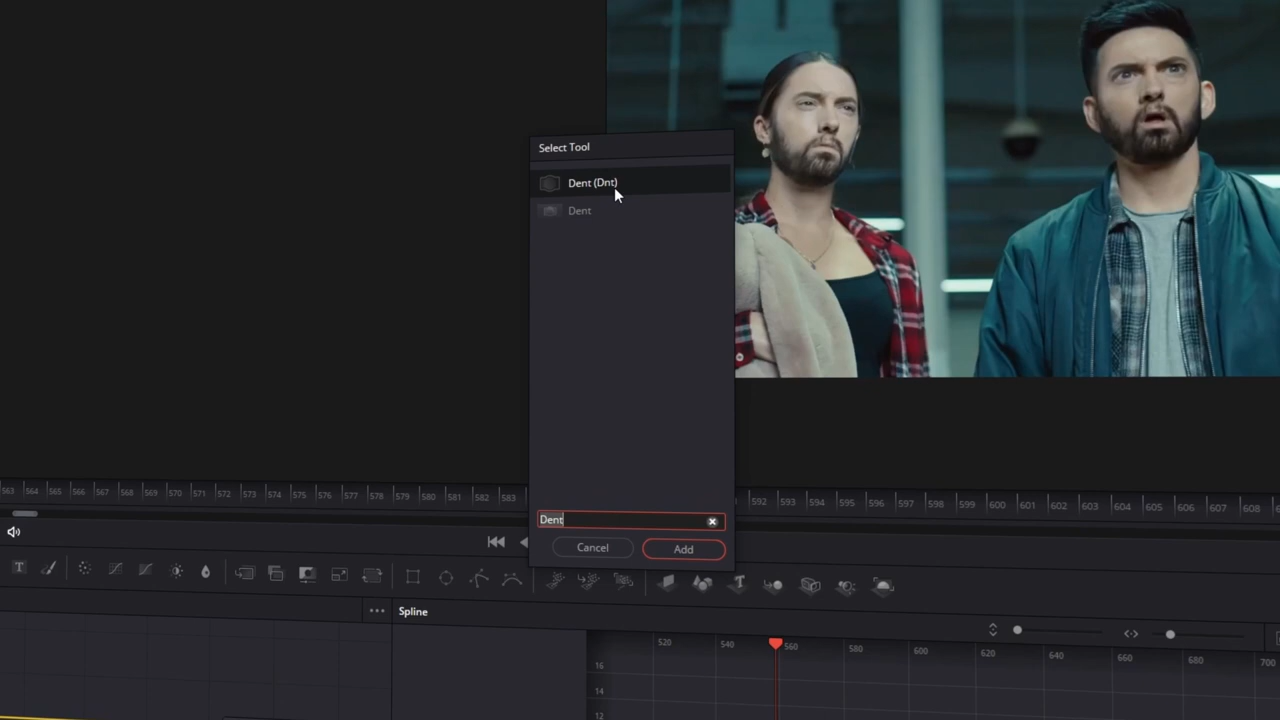 Select Tool
Dent (Dnt)
Dent
563 564 565 566 567 568 569 570 571 572 573 574 575 576 577 578 579 580 581 582 583
592 593 594 595 596 597 598 599 600 601 602 603 604 605 606 607 608
Dent
Cancel
Add
T
T
Spline
520 540 560 580 600 620 640 660 680 700
16
14
12